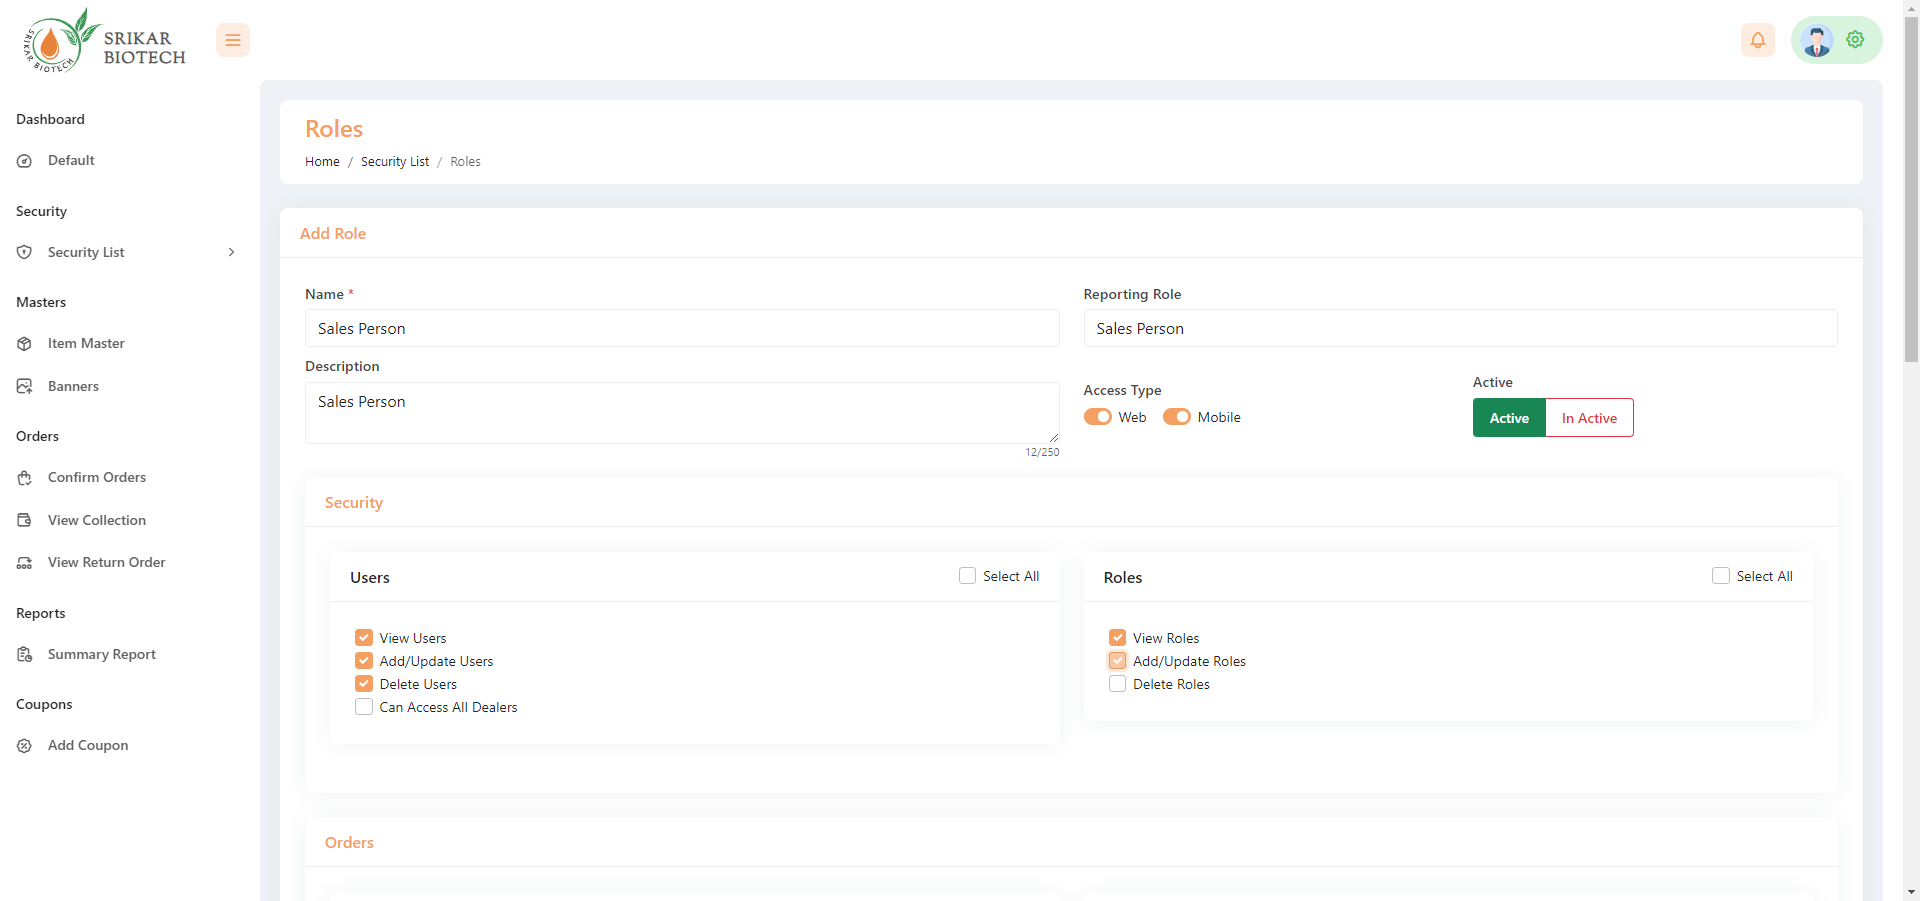 SRIKAR BIOTECH
SRIKAR
BIOTECH
Dashboard
Default
Security
Security List
Masters
Item Master
Banners
Orders
Confirm Orders
View Collection
View Return Order
Reports
Summary Report
Coupons
Add Coupon
Roles
Home / Security List / Roles
Add Role
Name *
Sales Person
Reporting Role
Sales Person
Description
Sales Person
12/250
Access Type
Web
Mobile
Active
Active
In Active
Security
Users
Select All
View Users
Add/Update Users
Delete Users
Can Access All Dealers
Roles
Select All
View Roles
Add/Update Roles
Delete Roles
Orders